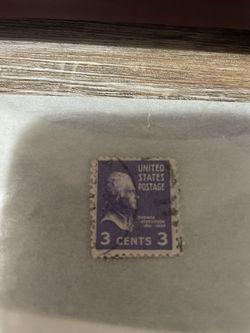 UNITED
STATES
POSTAGE
THOMAS
JEFFERSON
3 CENTS 3